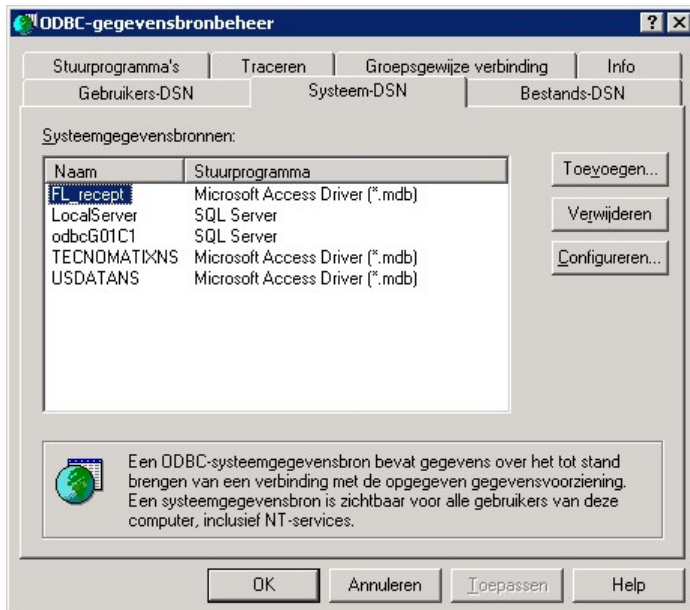 ODBC-gegevensbronbeheer
Stuurprogramma's Traceren Groepsgewijze verbinding Info
Gebruikers-DSN Systeem-DSN Bestands-DSN
Systeemgegevensbronnen:
Naam Stuurprogramma
FL_recept Microsoft Access Driver (*.mdb)
LocalServer SQL Server
odbcG01C1 SQL Server
TECNOMATIXNS Microsoft Access Driver (*.mdb)
USDATANS Microsoft Access Driver (*.mdb)
Toevoegen...
Verwijderen
Configureren...
Een ODBC-systeemgegevensbron bevat gegevens over het tot stand
brengen van een verbinding met de opgegeven gegevensvoorziening.
Een systeemgegevensbron is zichtbaar voor alle gebruikers van deze
computer, inclusief NT-services.
OK Annuleren Toepassen Help